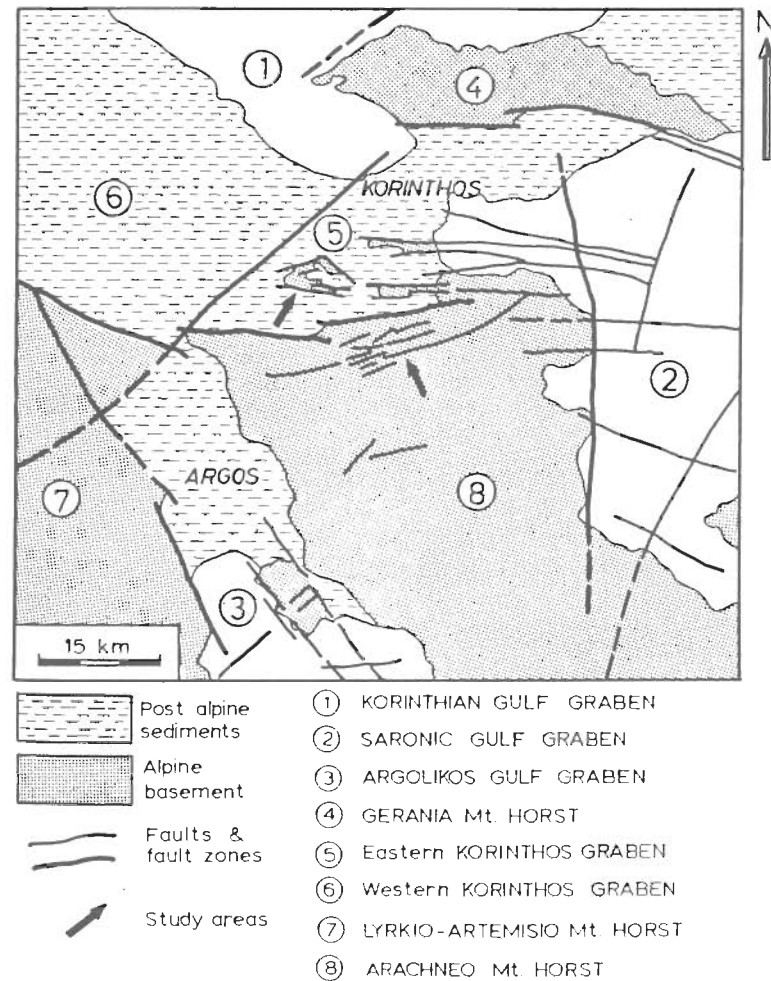 N
①
④
⑥
KORINTHOS
⑤
②
ARGOS
⑧
⑦
③
15 km
Post alpine
sediments
Alpine
basement
Faults &
fault zones
Study areas
① KORINTHIAN GULF GRABEN
② SARONIC GULF GRABEN
③ ARGOLIKOS GULF GRABEN
④ GERANIA Mt. HORST
⑤ Eastern KORINTHOS GRABEN
⑥ Western KORINTHOS GRABEN
⑦ LYRKIO-ARTEMISIO Mt. HORST
⑧ ARACHNEO Mt. HORST